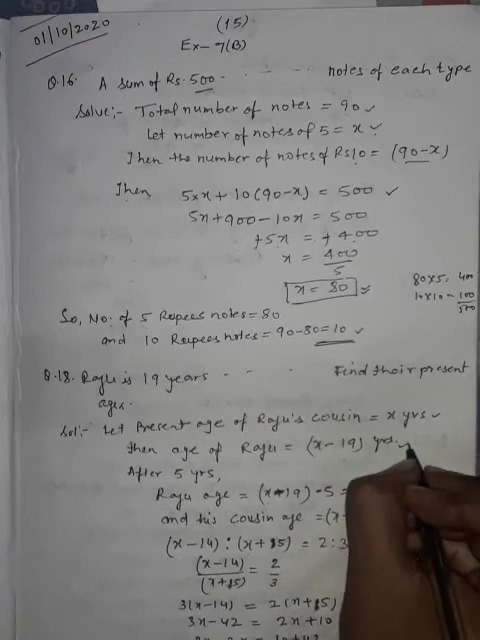 01/10/2020
(15)
Ex-7(B)
Q.16. A sum of Rs. 500 - - - - notes of each type
Solve:- Total number of notes = 90
Let number of notes of 5 = x
Then the number of notes of Rs10 = (90-x)
Then 5xx + 10(90-x) = 500
5x+900-10x = 500
+5x = +400
x = 400/5
x = 80
80x5= 400
10x10 - 100
500
So, No. of 5 Rupees notes = 80
and 10 Rupees notes = 90-80=10
Q.18. Raju is 19 years - - - Find their present
ages.
Sol:- Let Present age of Raju's cousin = x yrs
then age of Raju = (x-19) yrs.
After 5 yrs,
Raju age = (x-19)-5=
and his cousin age =(x
(x-14) : (x+5) = 2:3
(x-14)/(x+5) = 2/3
3(x-14) = 2(x+5)
3x-42 = 2x+10